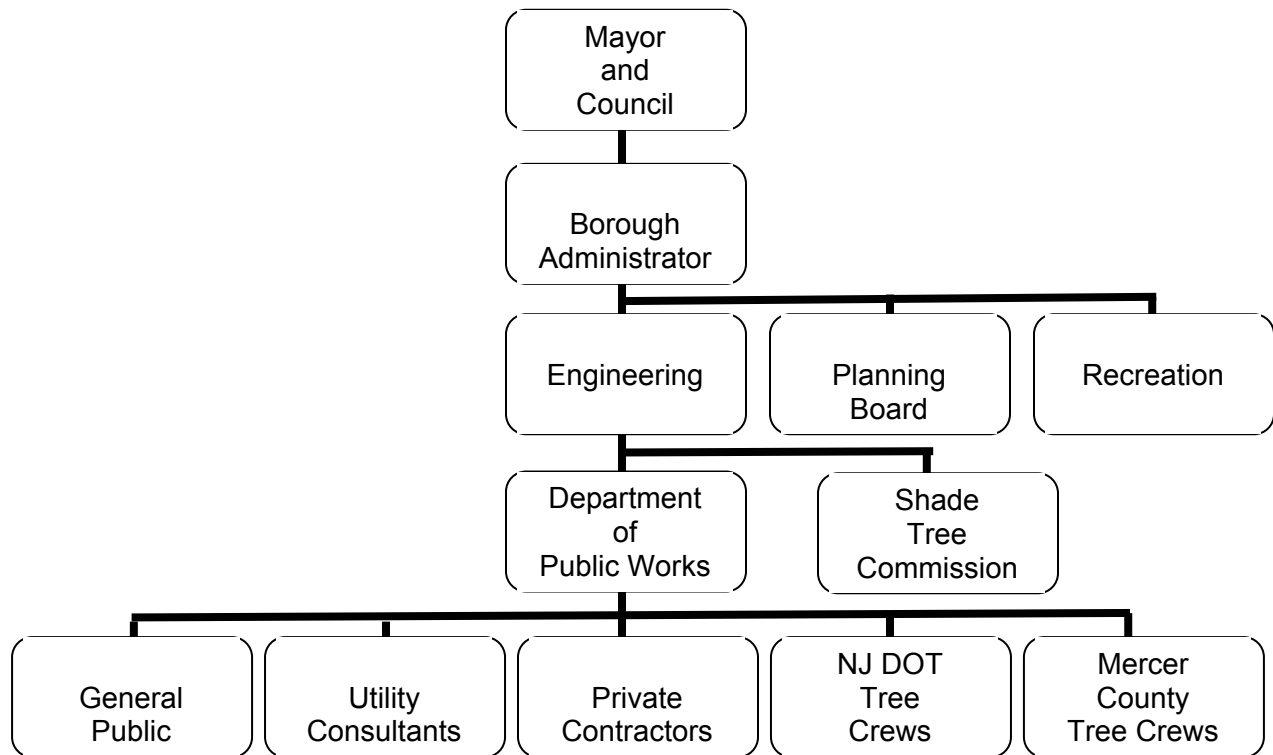 Mayor
and
Council
Borough
Administrator
Engineering
Planning
Board
Recreation
Department
of
Public Works
Shade
Tree
Commission
General
Public
Utility
Consultants
Private
Contractors
NJ DOT
Tree
Crews
Mercer
County
Tree Crews